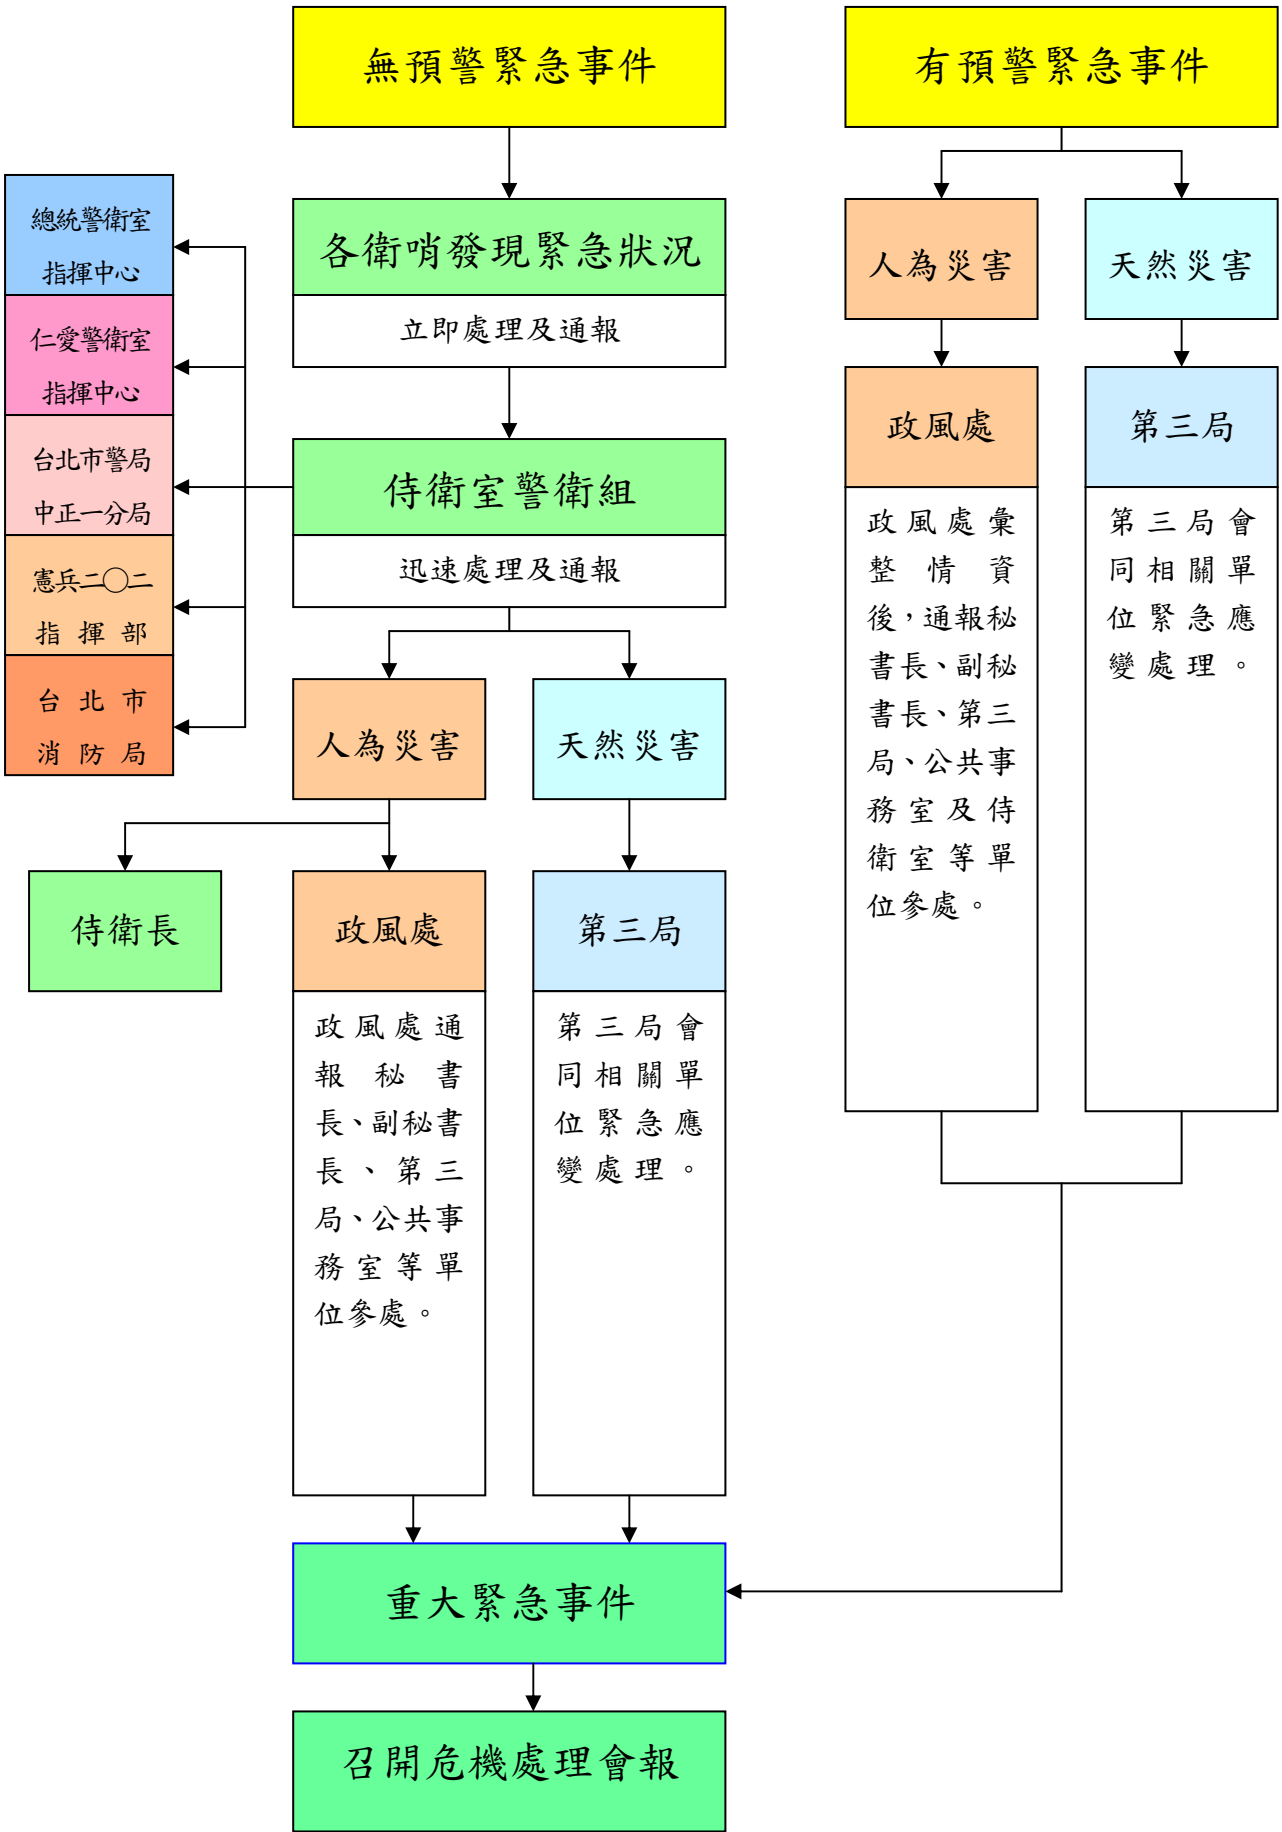 無預警緊急事件
有預警緊急事件
總統警衛室
指揮中心
仁愛警衛室
指揮中心
台北市警局
中正一分局
憲兵二〇二
指揮部
台北市
消防局
各衛哨發現緊急狀況
立即處理及通報
侍衛室警衛組
迅速處理及通報
人為災害
天然災害
侍衛長
政風處
政風處通
報秘書
長、副秘書
長、第三
局、公共事
務室等單
位參處。
第三局
第三局會
同相關單
位緊急應
變處理。
人為災害
天然災害
政風處
政風處彙
整情資
後，通報秘
書長、副秘
書長、第三
局、公共事
務室及侍
衛室等單
位參處。
第三局
第三局會
同相關單
位緊急應
變處理。
重大緊急事件
召開危機處理會報